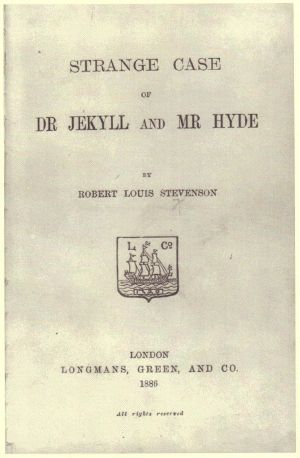 STRANGE CASE
OF
DR JEKYLL AND MR HYDE
BY
ROBERT LOUIS STEVENSON
L Co
LONDON
LONGMANS, GREEN, AND CO.
1886
All rights reserved